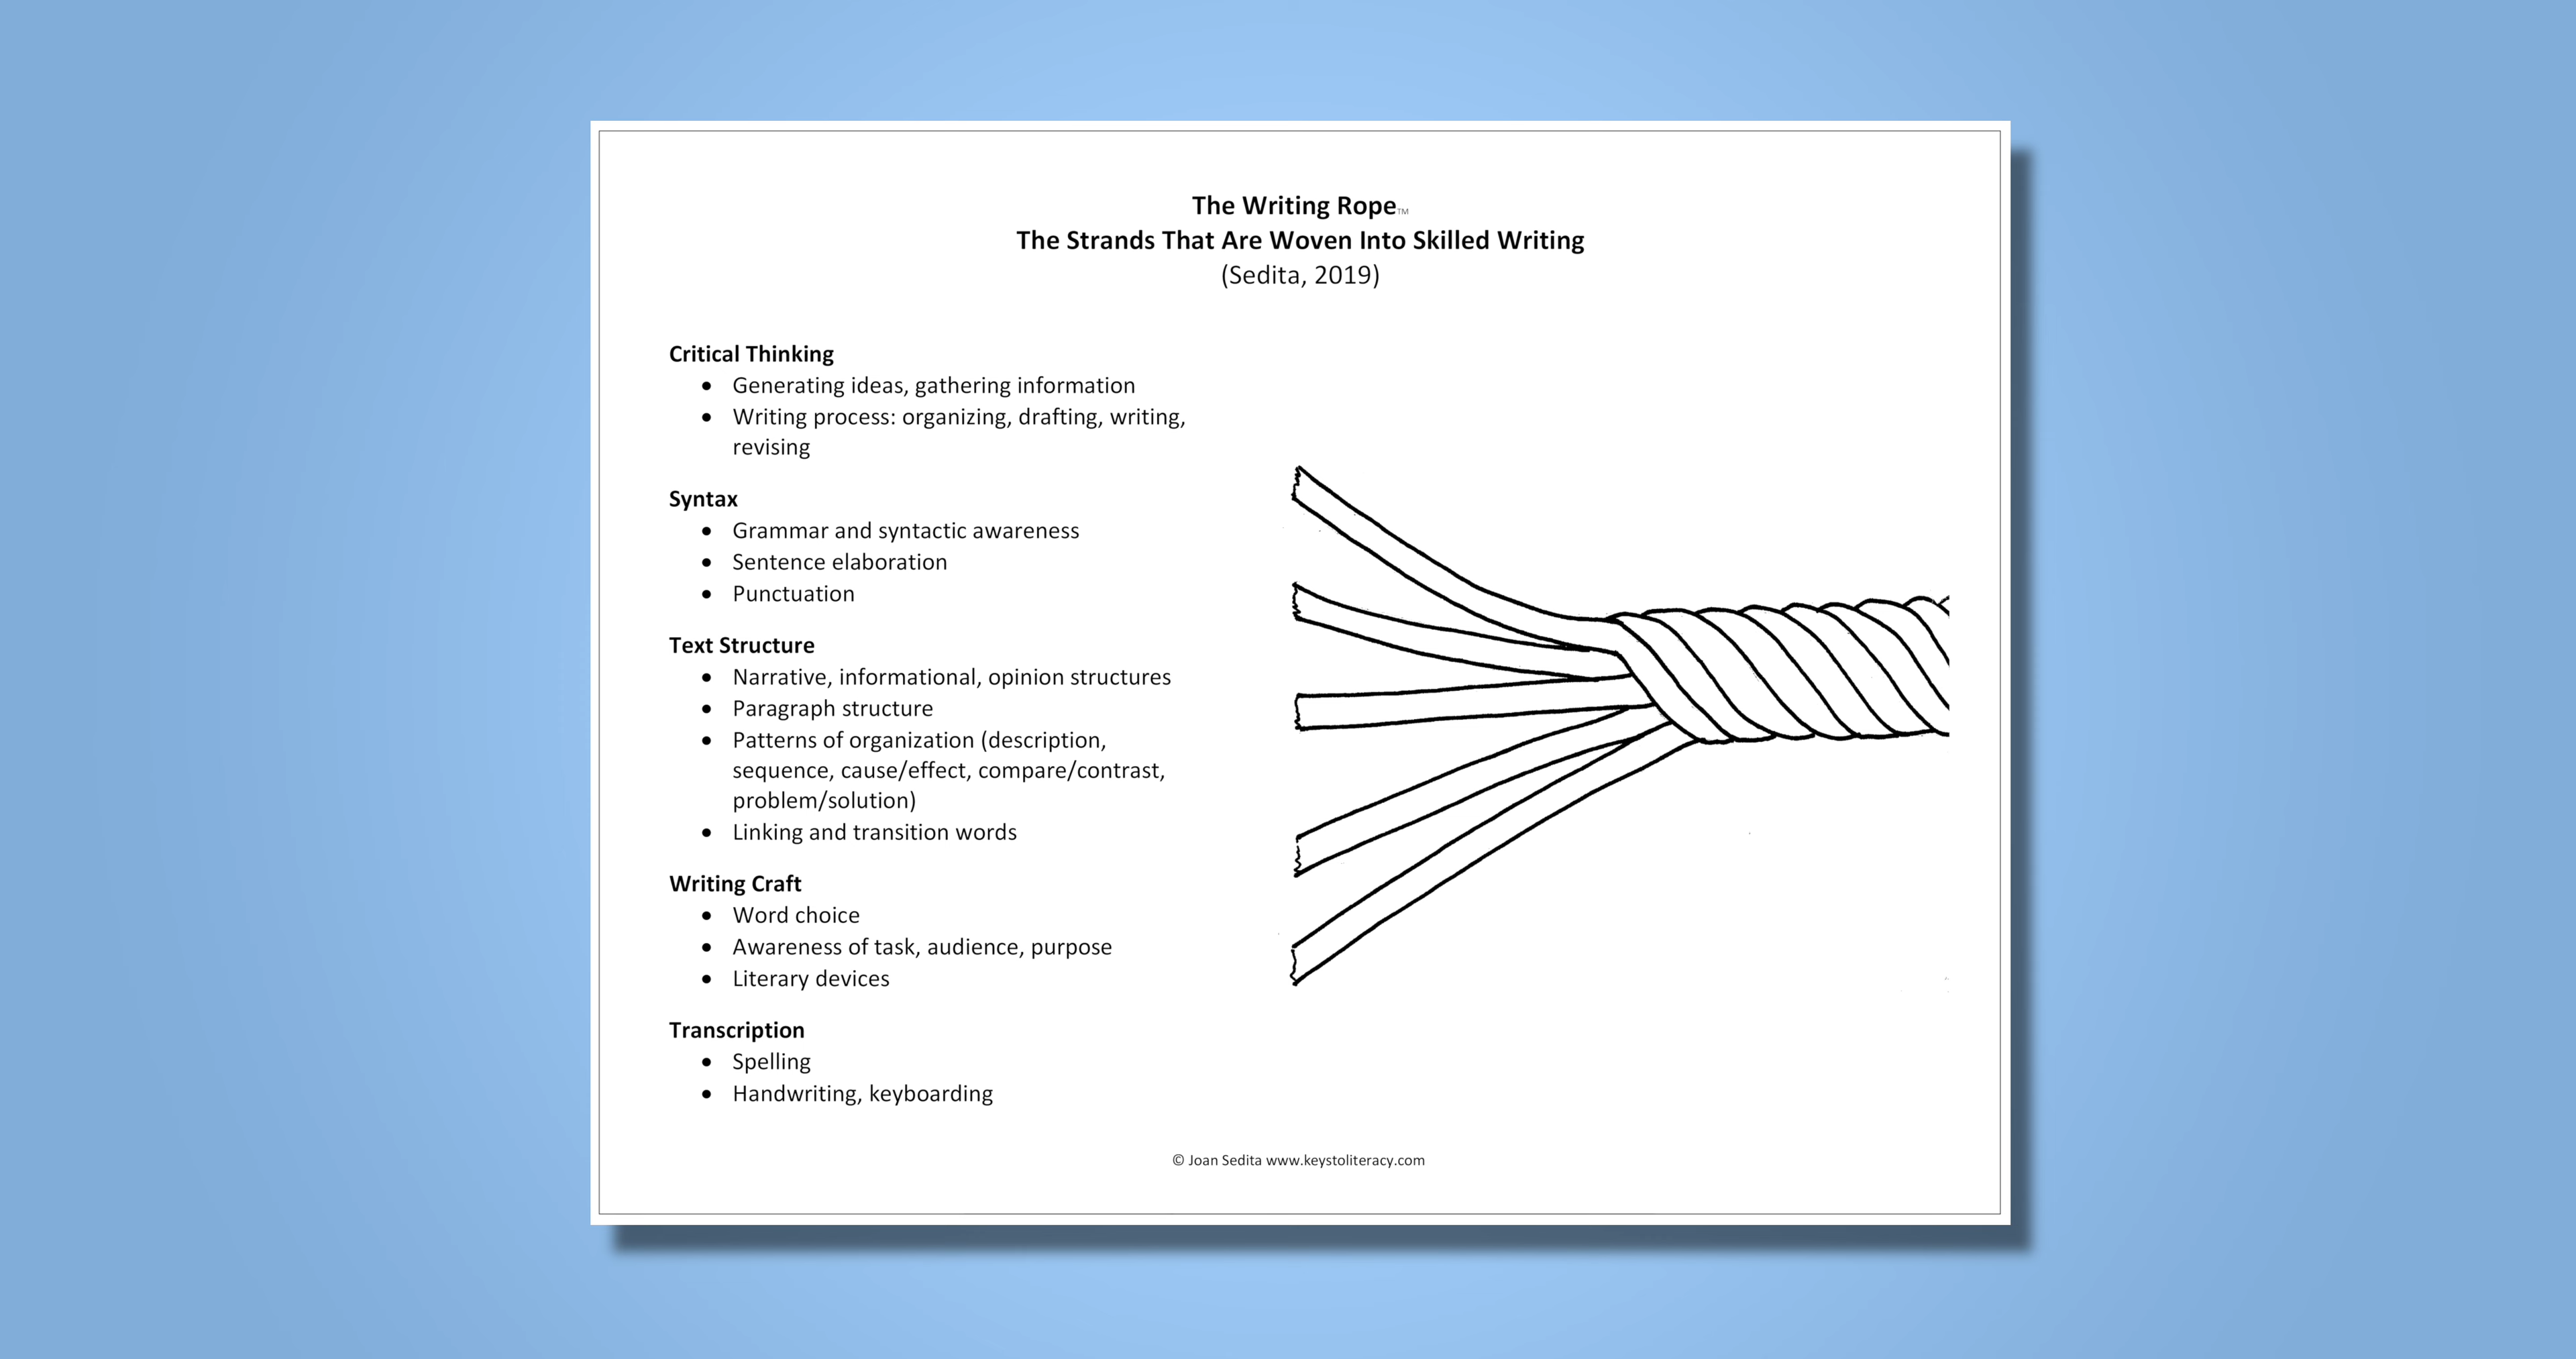 The Writing Rope™
The Strands That Are Woven Into Skilled Writing
(Sedita, 2019)
Critical Thinking
• Generating ideas, gathering information
• Writing process: organizing, drafting, writing,
revising
Syntax
• Grammar and syntactic awareness
• Sentence elaboration
• Punctuation
Text Structure
• Narrative, informational, opinion structures
• Paragraph structure
• Patterns of organization (description,
sequence, cause/effect, compare/contrast,
problem/solution)
• Linking and transition words
Writing Craft
• Word choice
• Awareness of task, audience, purpose
• Literary devices
Transcription
• Spelling
• Handwriting, keyboarding
© Joan Sedita www.keystoliteracy.com